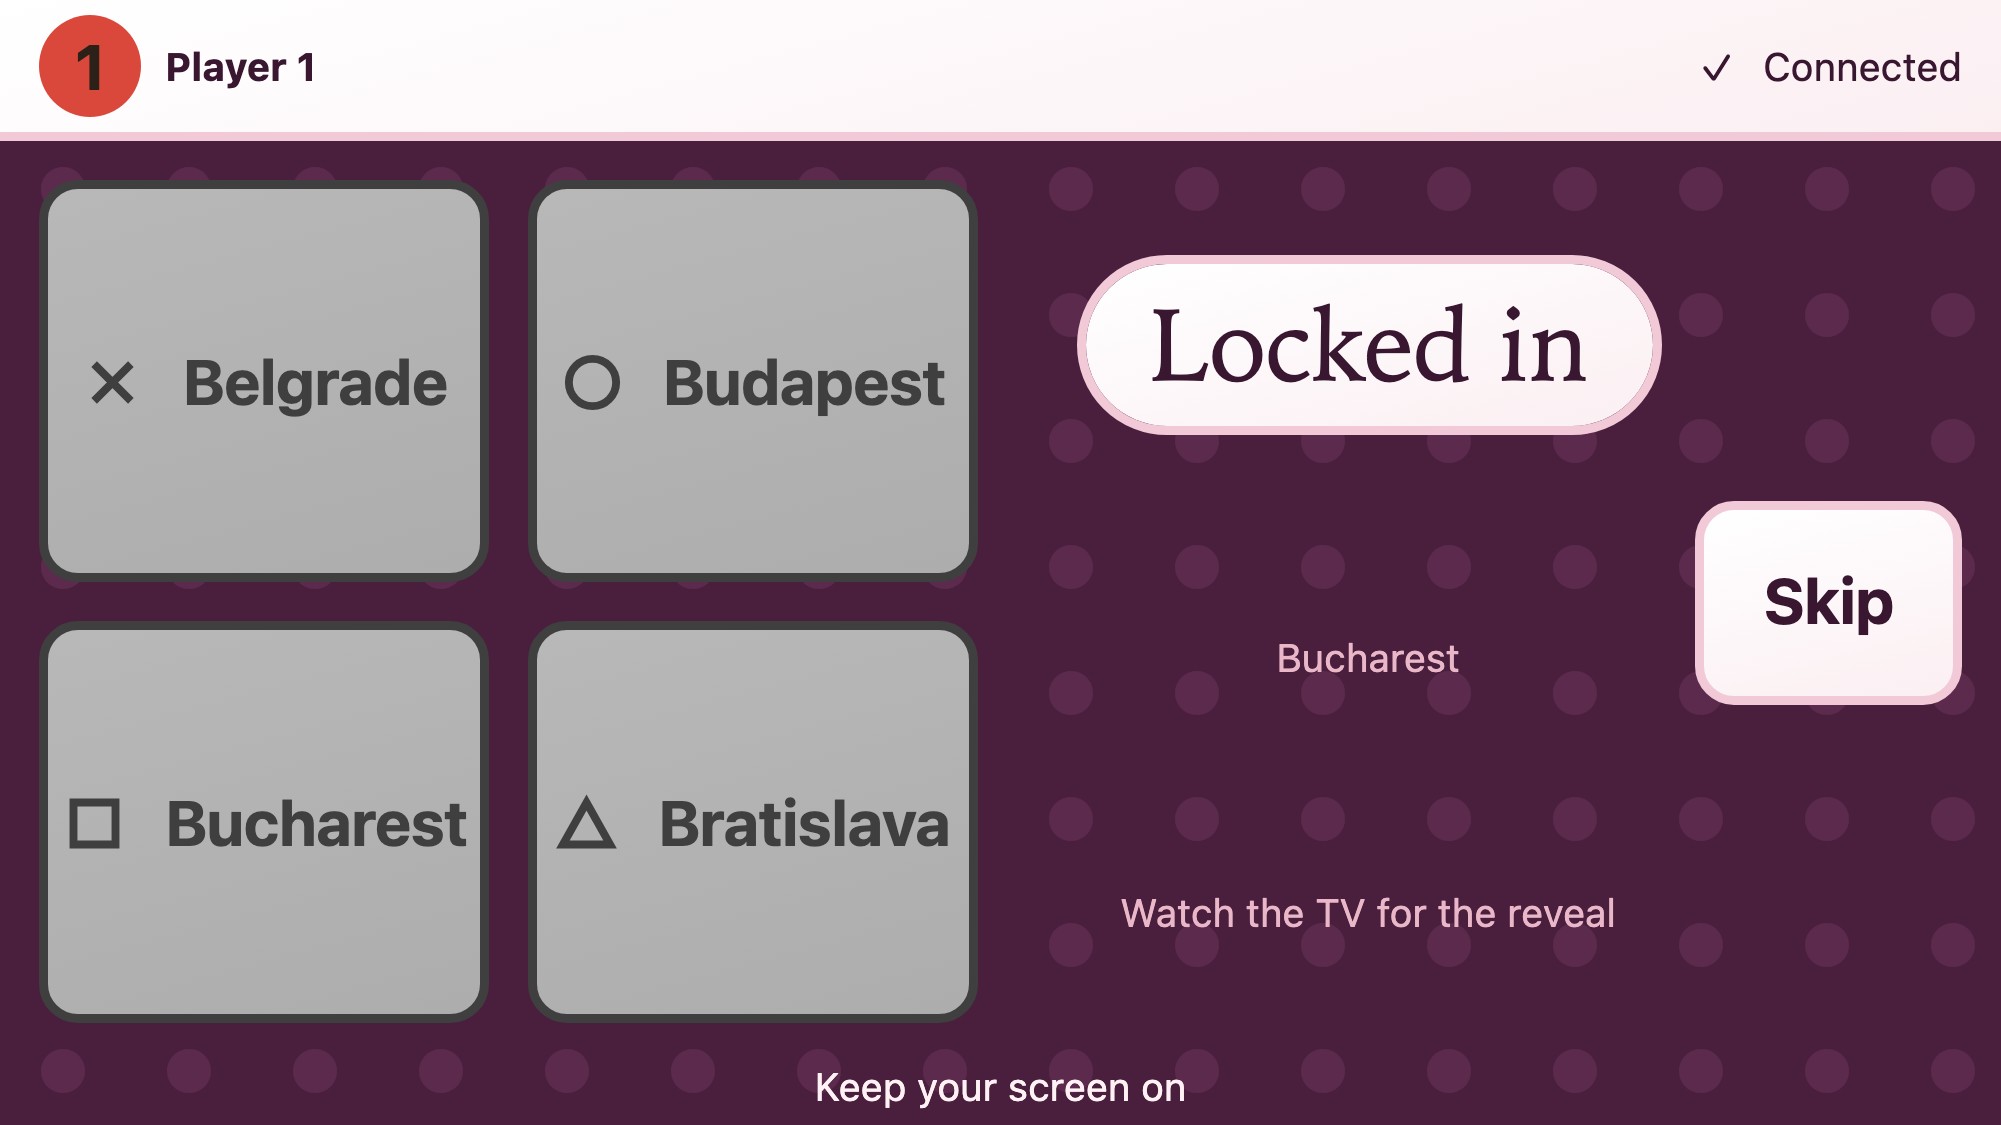 1 Player 1
✓ Connected
Belgrade
Budapest
Bucharest
Bratislava
Locked in
Bucharest
Skip
Watch the TV for the reveal
Keep your screen on